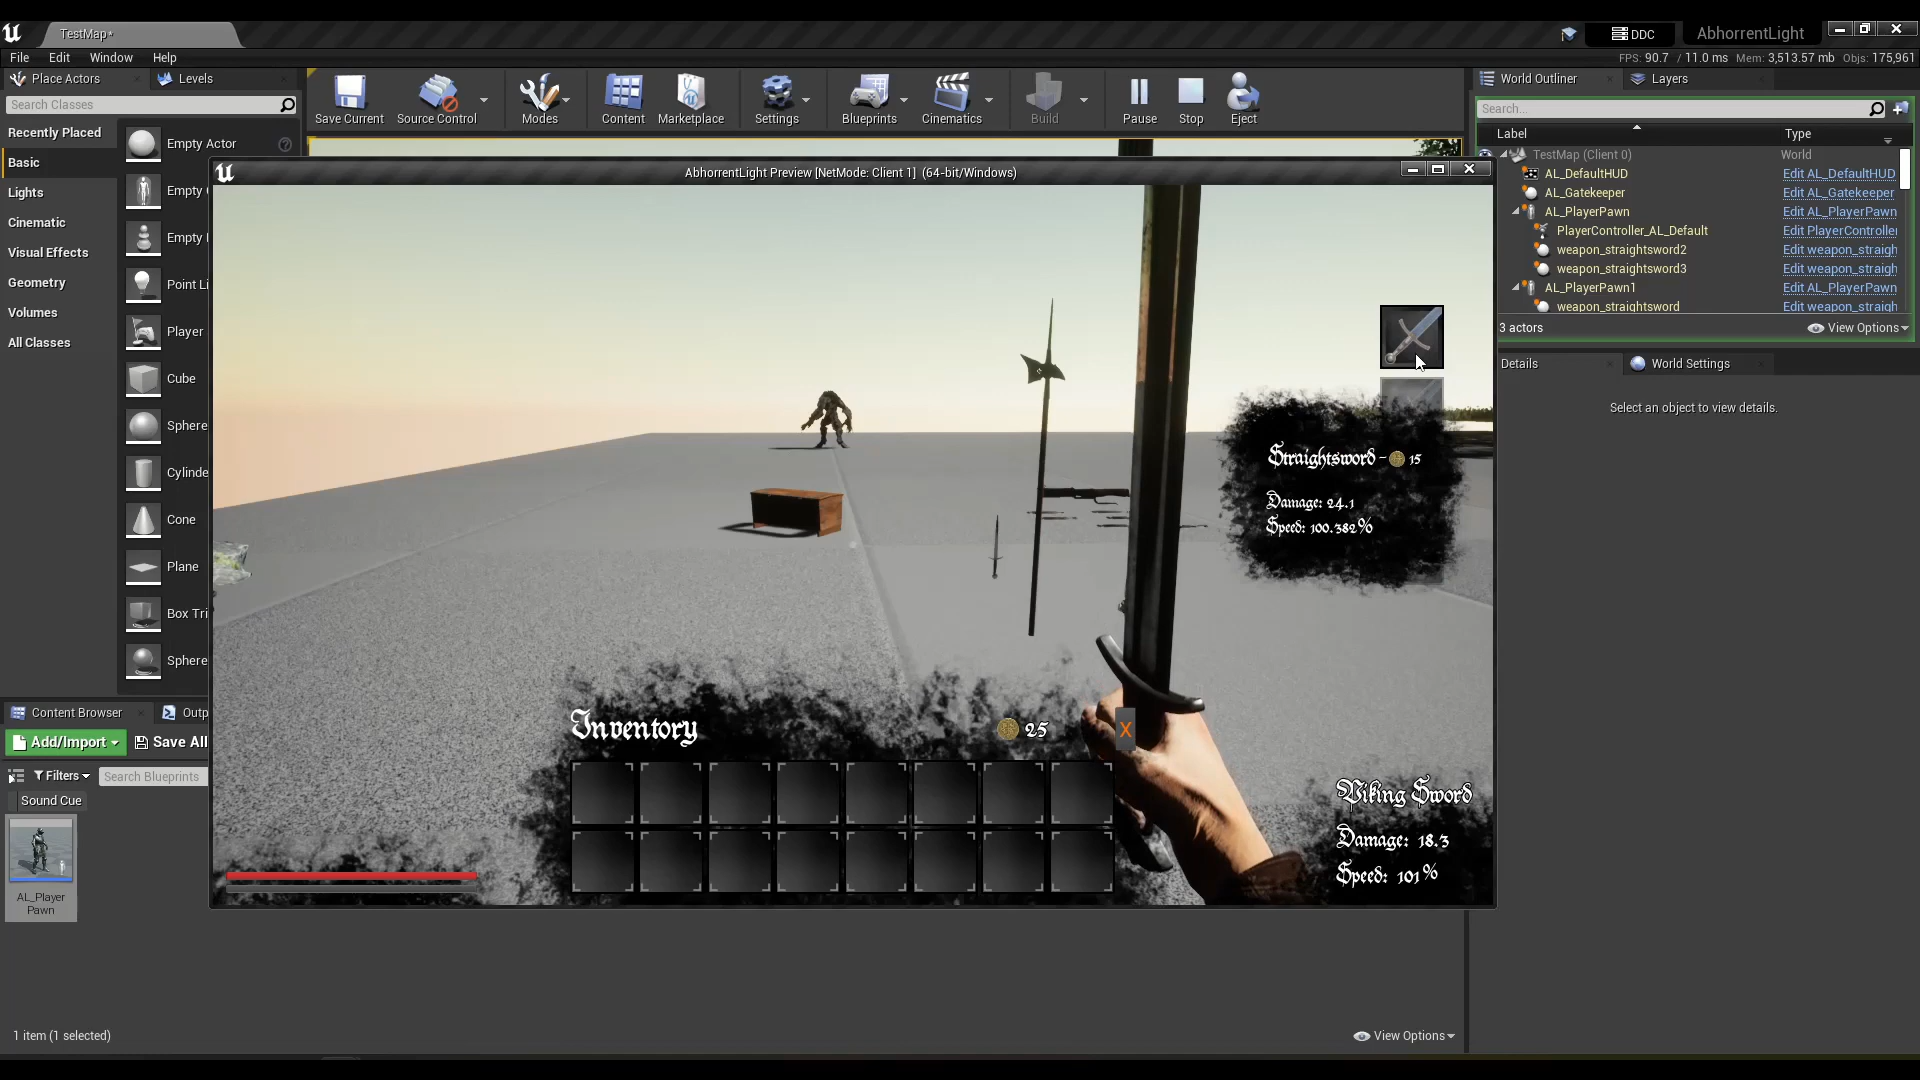 TestMap•
DDC
AbhorrentLight
File Edit Window Help
FPS: 90.7 / 11.0 ms Mem: 3,513.57 mb Objs: 175,961
Place Actors
Levels
Search Classes
Recently Placed
Basic
Lights
Cinematic
Visual Effects
Geometry
Volumes
All Classes
Empty Actor
Empty
Empty
Point Li
Player
Cube
Sphere
Cylinde
Cone
Plane
Box Tri
Sphere
Save Current
Source Control
Modes
Content
Marketplace
Settings
Blueprints
Cinematics
Build
Pause
Stop
Eject
AbhorrentLight Preview [NetMode: Client 1] (64-bit/Windows)
Straightsword - 15
Damage: 24.1
Speed: 100.382%
Inventory
25
X
Viking Sword
Damage: 18.3
Speed: 101%
World Outliner
Layers
Search...
Label Type
TestMap (Client 0) World
AL_DefaultHUD Edit AL_DefaultHUD
AL_Gatekeeper Edit AL_Gatekeeper
AL_PlayerPawn Edit AL_PlayerPawn
PlayerController_AL_Default Edit PlayerController
weapon_straightsword2 Edit weapon_straigh
weapon_straightsword3 Edit weapon_straigh
AL_PlayerPawn1 Edit AL_PlayerPawn
weapon_straightsword Edit weapon_straigh
3 actors
View Options
Details
World Settings
Select an object to view details.
Content Browser
Outp
Add/Import
Save All
Filters
Search Blueprints
Sound Cue
AL_Player
Pawn
1 item (1 selected)
View Options